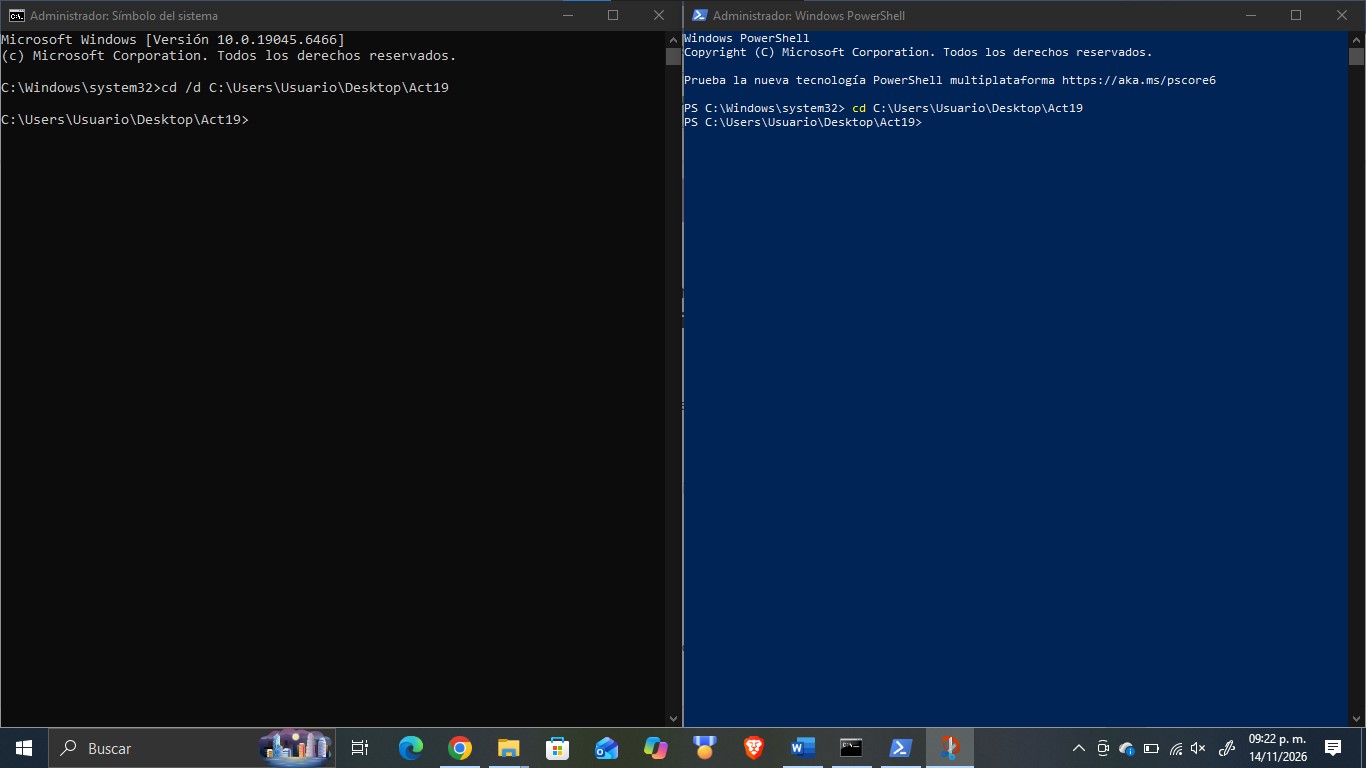 Administrador: Símbolo del sistema
Microsoft Windows [Versión 10.0.19045.6466]
(c) Microsoft Corporation. Todos los derechos reservados.
C:\Windows\system32>cd /d C:\Users\Usuario\Desktop\Act19
C:\Users\Usuario\Desktop\Act19>
Administrador: Windows PowerShell
Windows PowerShell
Copyright (C) Microsoft Corporation. Todos los derechos reservados.
Prueba la nueva tecnología PowerShell multiplataforma https://aka.ms/pscore6
PS C:\Windows\system32> cd C:\Users\Usuario\Desktop\Act19
PS C:\Users\Usuario\Desktop\Act19>
Buscar
09:22 p. m.
14/11/2026